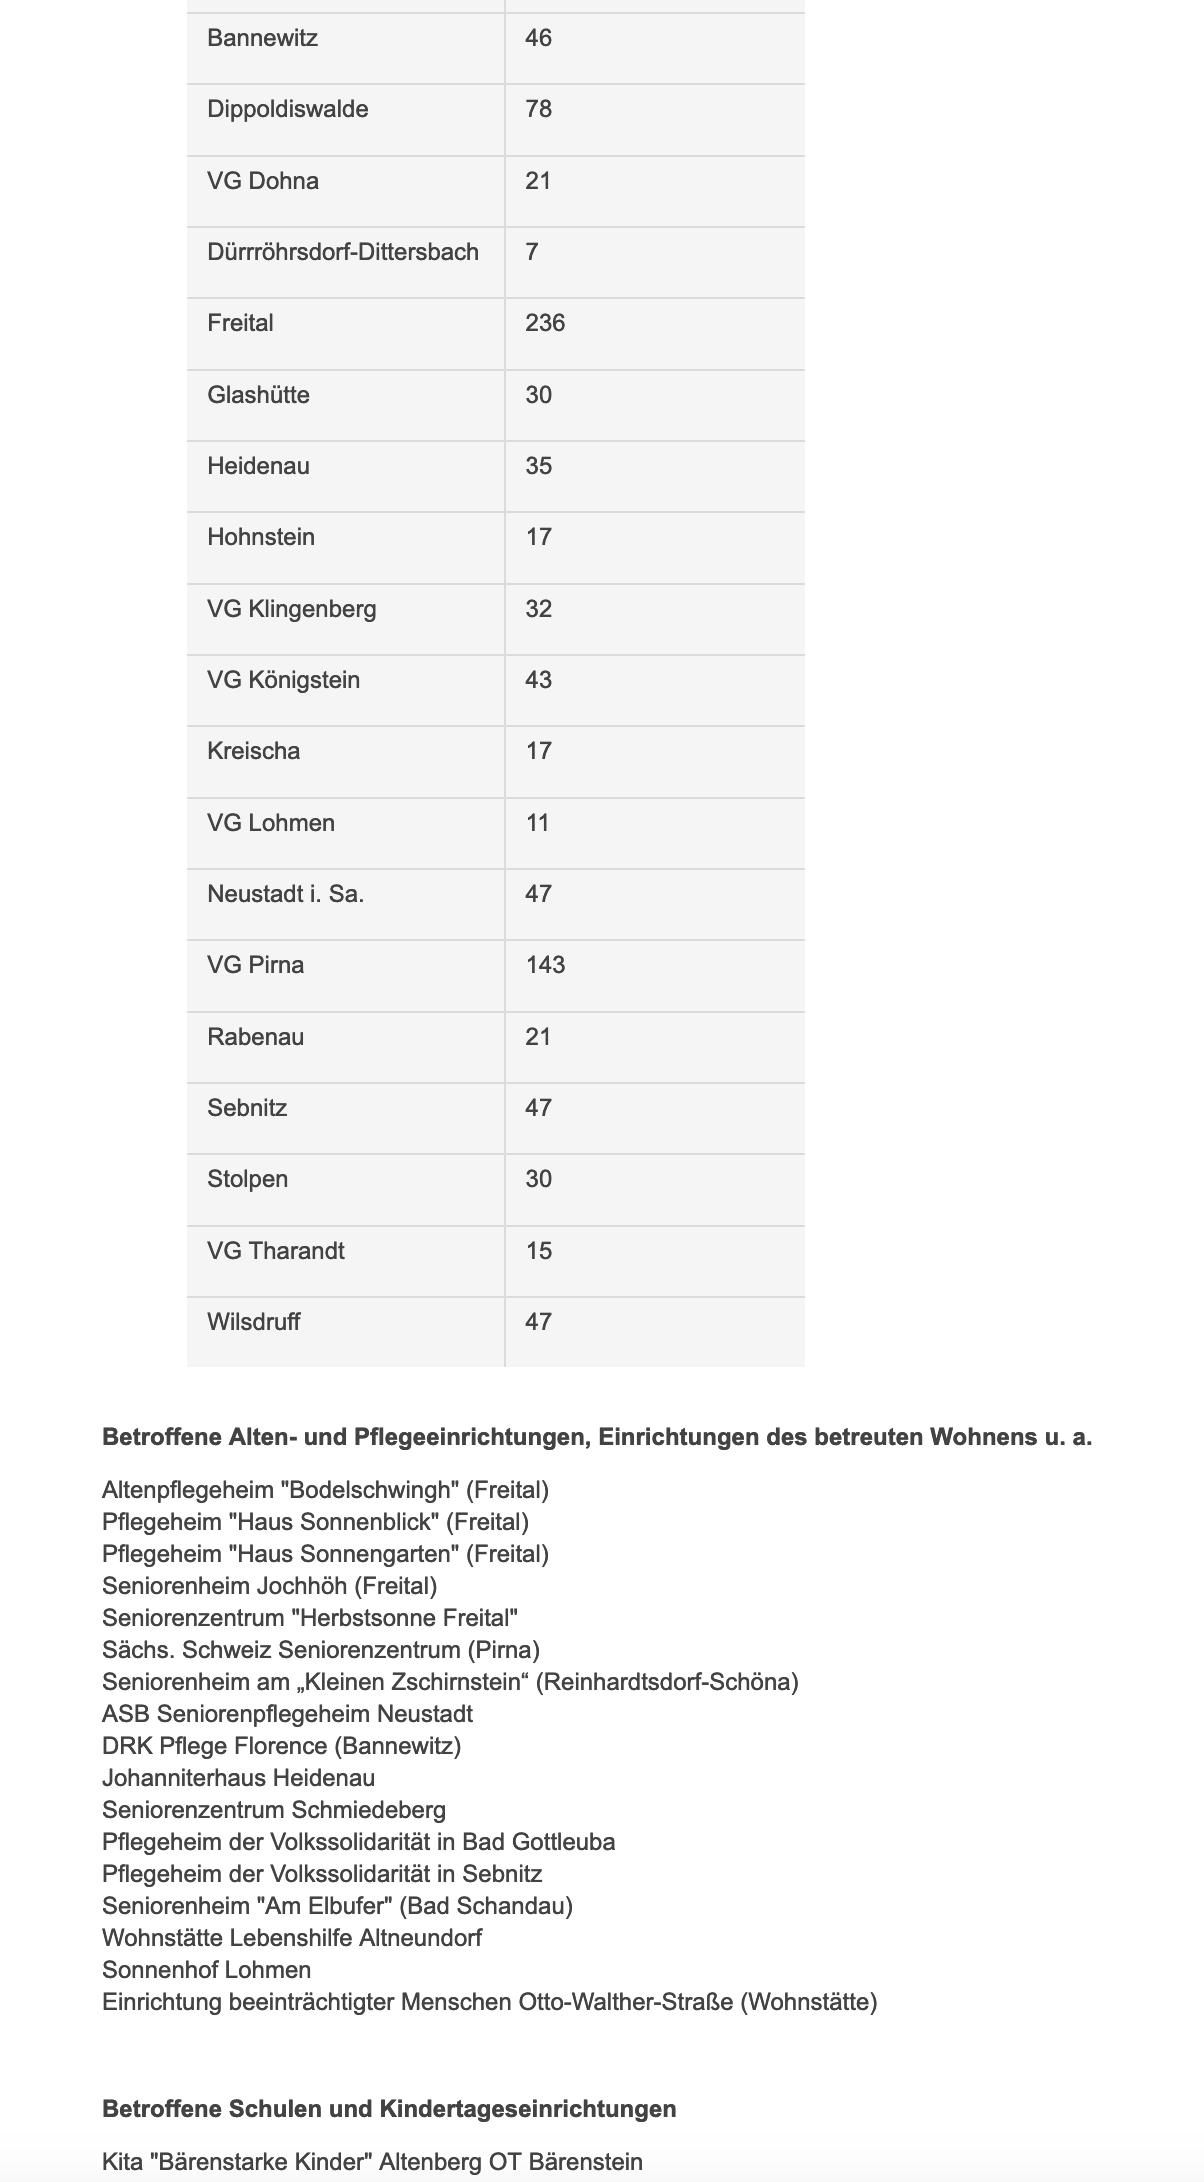 Bannewitz 46
Dippoldiswalde 78
VG Dohna 21
Dürrröhrsdorf-Dittersbach 7
Freital 236
Glashütte 30
Heidenau 35
Hohnstein 17
VG Klingenberg 32
VG Königstein 43
Kreischa 17
VG Lohmen 11
Neustadt i. Sa. 47
VG Pirna 143
Rabenau 21
Sebnitz 47
Stolpen 30
VG Tharandt 15
Wilsdruff 47
Betroffene Alten- und Pflegeeinrichtungen, Einrichtungen des betreuten Wohnens u. a.
Altenpflegeheim "Bodelschwingh" (Freital)
Pflegeheim "Haus Sonnenblick" (Freital)
Pflegeheim "Haus Sonnengarten" (Freital)
Seniorenheim Jochhöh (Freital)
Seniorenzentrum "Herbstsonne Freital"
Sächs. Schweiz Seniorenzentrum (Pirna)
Seniorenheim am „Kleinen Zschirnstein“ (Reinhardtsdorf-Schöna)
ASB Seniorenpflegeheim Neustadt
DRK Pflege Florence (Bannewitz)
Johanniterhaus Heidenau
Seniorenzentrum Schmiedeberg
Pflegeheim der Volkssolidarität in Bad Gottleuba
Pflegeheim der Volkssolidarität in Sebnitz
Seniorenheim "Am Elbufer" (Bad Schandau)
Wohnstätte Lebenshilfe Altneundorf
Sonnenhof Lohmen
Einrichtung beeinträchtigter Menschen Otto-Walther-Straße (Wohnstätte)
Betroffene Schulen und Kindertageseinrichtungen
Kita "Bärenstarke Kinder" Altenberg OT Bärenstein